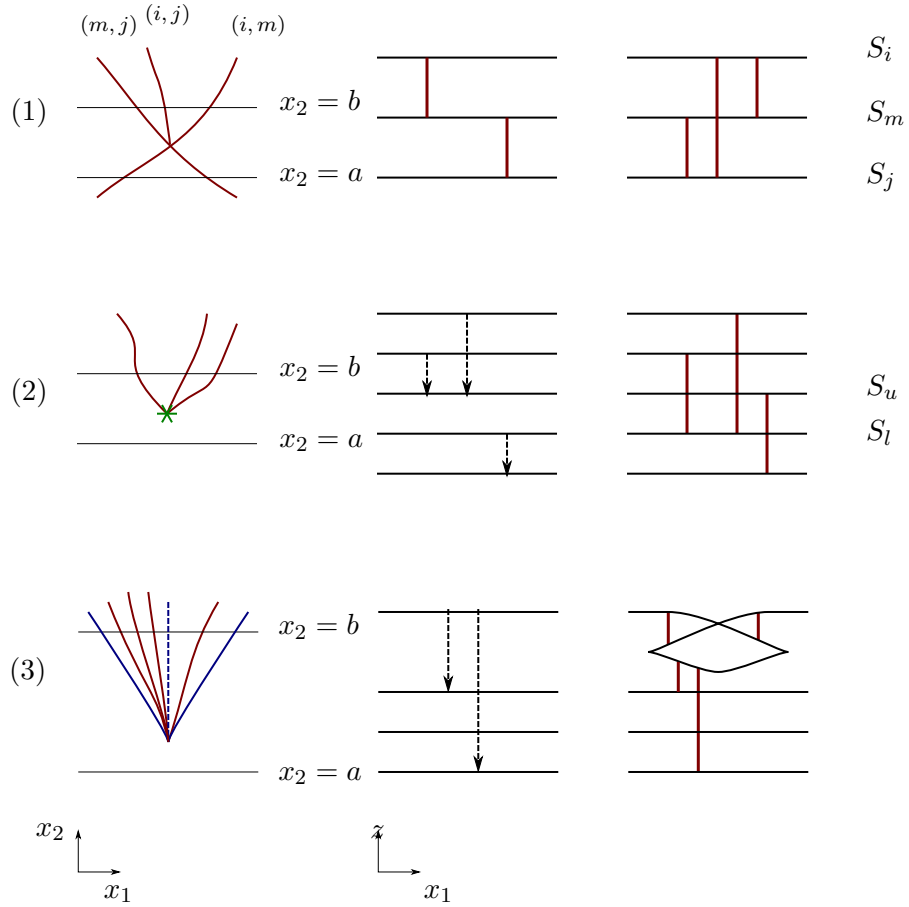 (m, j) (i, j) (i, m)
S_i
(1) x_2 = b
S_m
x_2 = a S_j
(2) x_2 = b
S_u
x_2 = a S_l
x_2 = b
(3)
x_2 = a
x_2 z
x_1 x_1